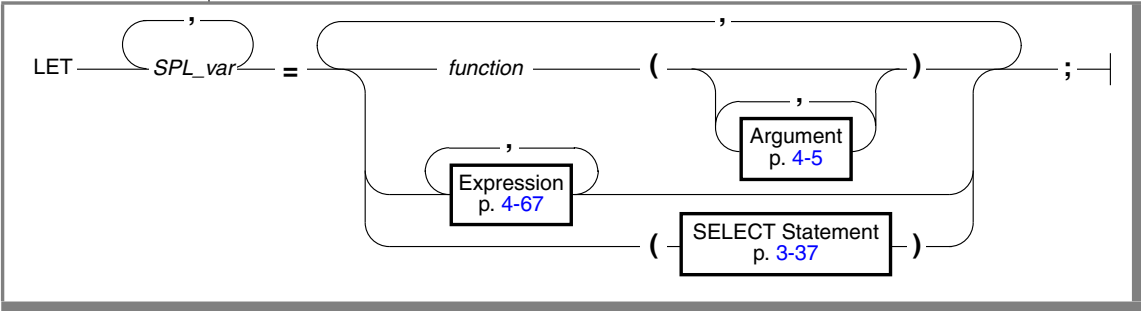 , ,
LET SPL_var = function ( ) ;
,
Argument
p. 4-5
,
Expression
p. 4-67
( SELECT Statement )
p. 3-37